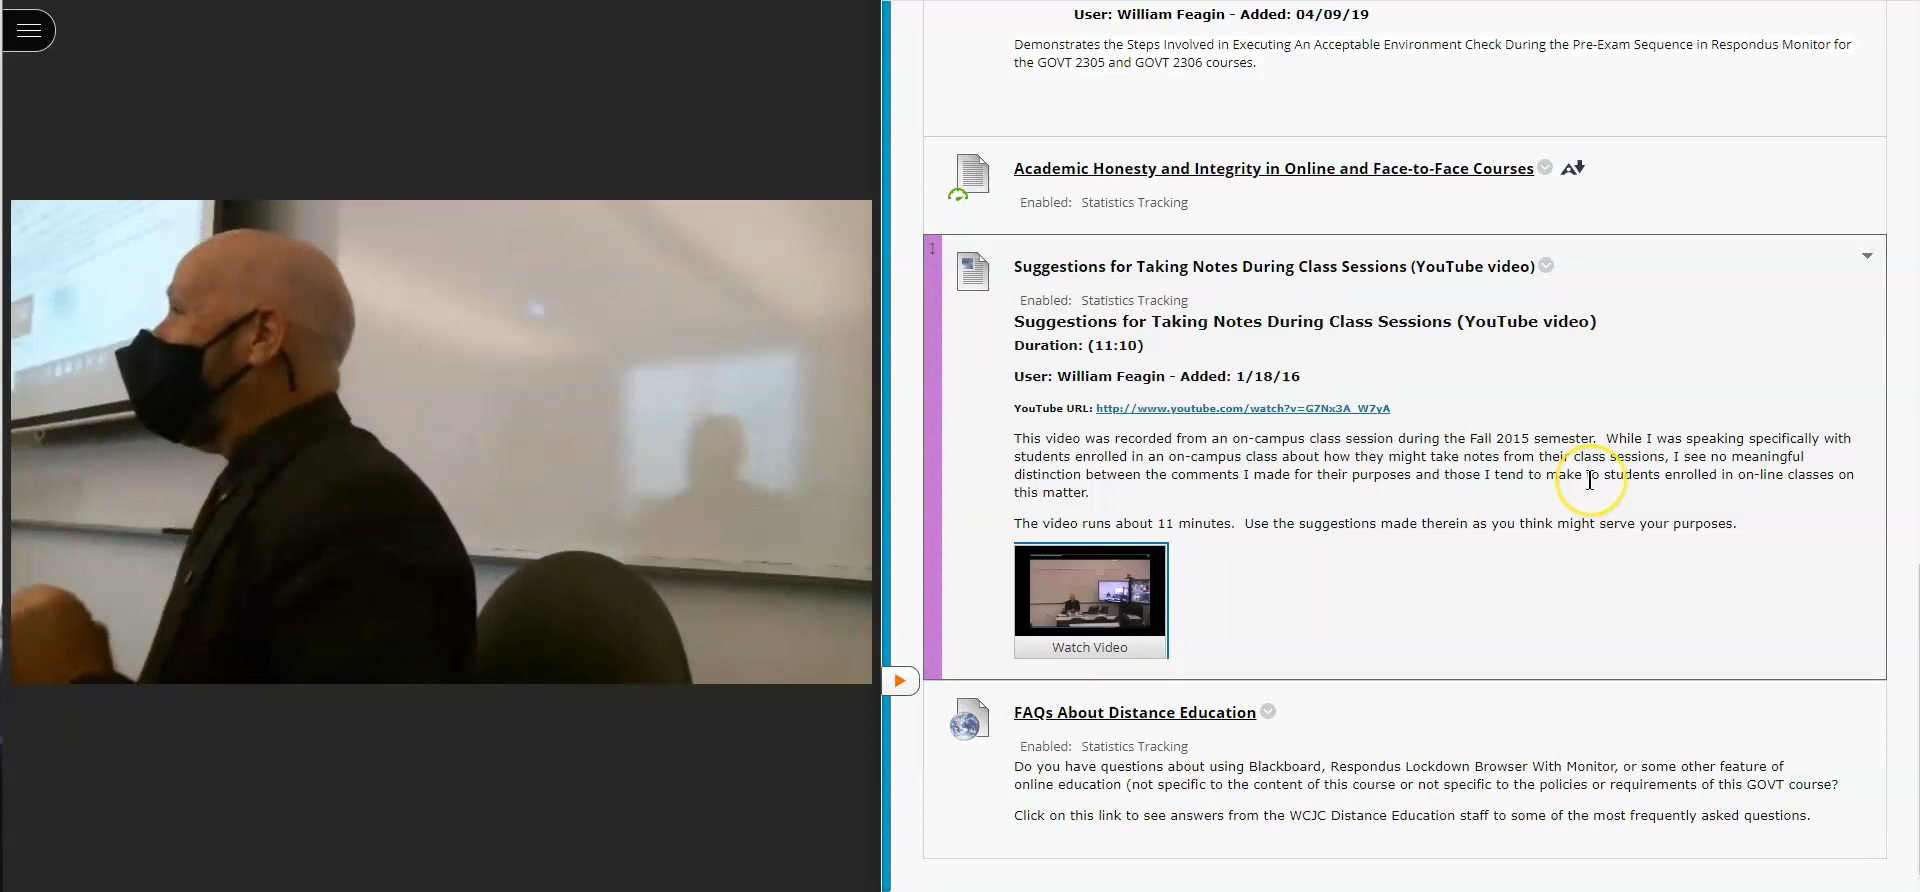 User: William Feagin - Added: 04/09/19
Demonstrates the Steps Involved in Executing An Acceptable Environment Check During the Pre-Exam Sequence in Respondus Monitor for
the GOVT 2305 and GOVT 2306 courses.
Academic Honesty and Integrity in Online and Face-to-Face Courses
Enabled: Statistics Tracking
Suggestions for Taking Notes During Class Sessions (YouTube video)
Enabled: Statistics Tracking
Suggestions for Taking Notes During Class Sessions (YouTube video)
Duration: (11:10)
User: William Feagin - Added: 1/18/16
YouTube URL: http://www.youtube.com/watch?v=G7Nx3A_W7yA
This video was recorded from an on-campus class session during the Fall 2015 semester. While I was speaking specifically with
students enrolled in an on-campus class about how they might take notes from their class sessions, I see no meaningful
distinction between the comments I made for their purposes and those I tend to make to students enrolled in on-line classes on
this matter.
The video runs about 11 minutes. Use the suggestions made therein as you think might serve your purposes.
Watch Video
FAQs About Distance Education
Enabled: Statistics Tracking
Do you have questions about using Blackboard, Respondus Lockdown Browser With Monitor, or some other feature of
online education (not specific to the content of this course or not specific to the policies or requirements of this GOVT course?
Click on this link to see answers from the WCJC Distance Education staff to some of the most frequently asked questions.